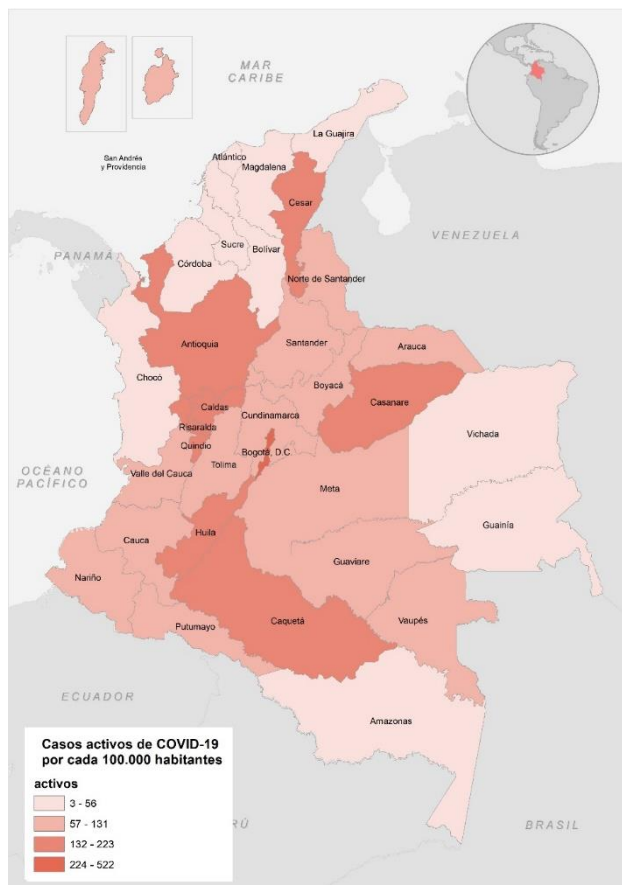 MAR
CARIBE
La Guajira
San Andrés
y Providencia
Atlántico
Magdalena
Cesar
PANAMÁ
VENEZUELA
Sucre
Bolívar
Córdoba
Norte de Santander
Antioquia
Santander
Arauca
Chocó
Boyacá
Caldas
Casanare
Cundinamarca
Risaralda
Quindío
Bogotá, D.C.
Vichada
OCÉANO
PACÍFICO
Valle del Cauca
Tolima
Meta
Guainía
Huila
Cauca
Guaviare
Nariño
Caquetá
Vaupés
Putumayo
ECUADOR
Amazonas
Casos activos de COVID-19
por cada 100.000 habitantes
activos
3 - 56
57 - 131
132 - 223
224 - 522
RÚ
BRASIL